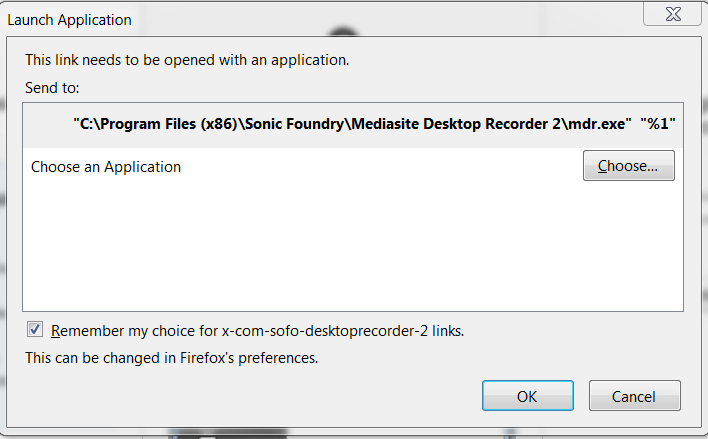 Launch Application
This link needs to be opened with an application.
Send to:
"C:\Program Files (x86)\Sonic Foundry\Mediasite Desktop Recorder 2\mdr.exe" "%1"
Choose an Application
Choose...
Remember my choice for x-com-sofo-desktoprecorder-2 links.
This can be changed in Firefox's preferences.
OK
Cancel